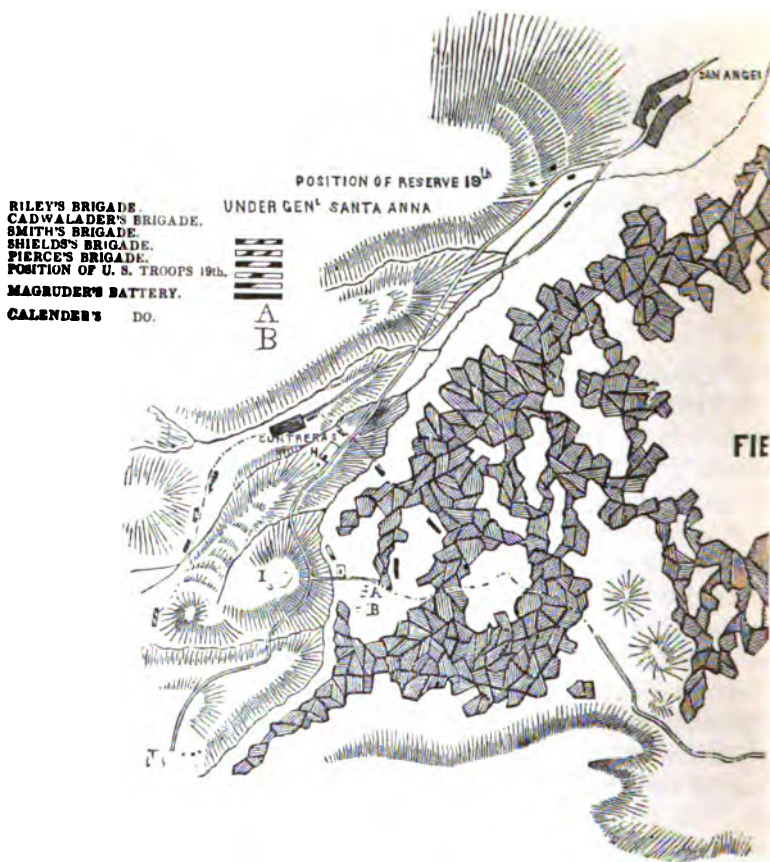 SAN ANGEL
POSITION OF RESERVE 19th
UNDER GENL SANTA ANNA
RILEY'S BRIGADE.
CADWALADER'S BRIGADE.
SMITH'S BRIGADE.
SHIELDS'S BRIGADE.
PIERCE'S BRIGADE.
POSITION OF U. S. TROOPS 19th.
MAGRUDER'S BATTERY.
CALENDER'S DO.
A
B
CONTRERAS
H
FIE
I
A
B